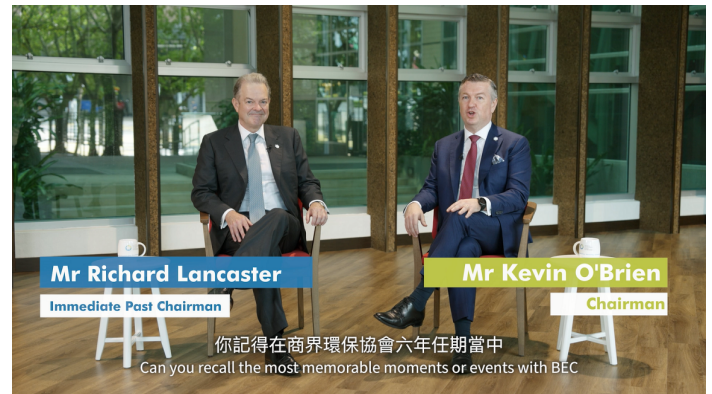 Mr Richard Lancaster
Immediate Past Chairman
Mr Kevin O'Brien
Chairman
你記得在商界環保協會六年任期當中
Can you recall the most memorable moments or events with BEC